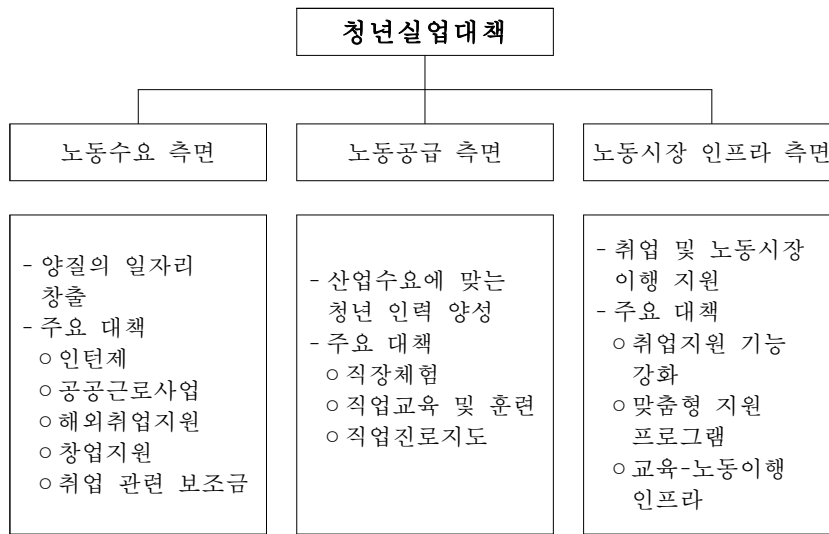 청년실업대책
노동수요 측면
노동공급 측면
노동시장 인프라 측면
- 양질의 일자리
창출
- 주요 대책
○ 인턴제
○ 공공근로사업
○ 해외취업지원
○ 창업지원
○ 취업 관련 보조금
- 산업수요에 맞는
청년 인력 양성
- 주요 대책
○ 직장체험
○ 직업교육 및 훈련
○ 직업진로지도
- 취업 및 노동시장
이행 지원
- 주요 대책
○ 취업지원 기능
강화
○ 맞춤형 지원
프로그램
○ 교육-노동이행
인프라